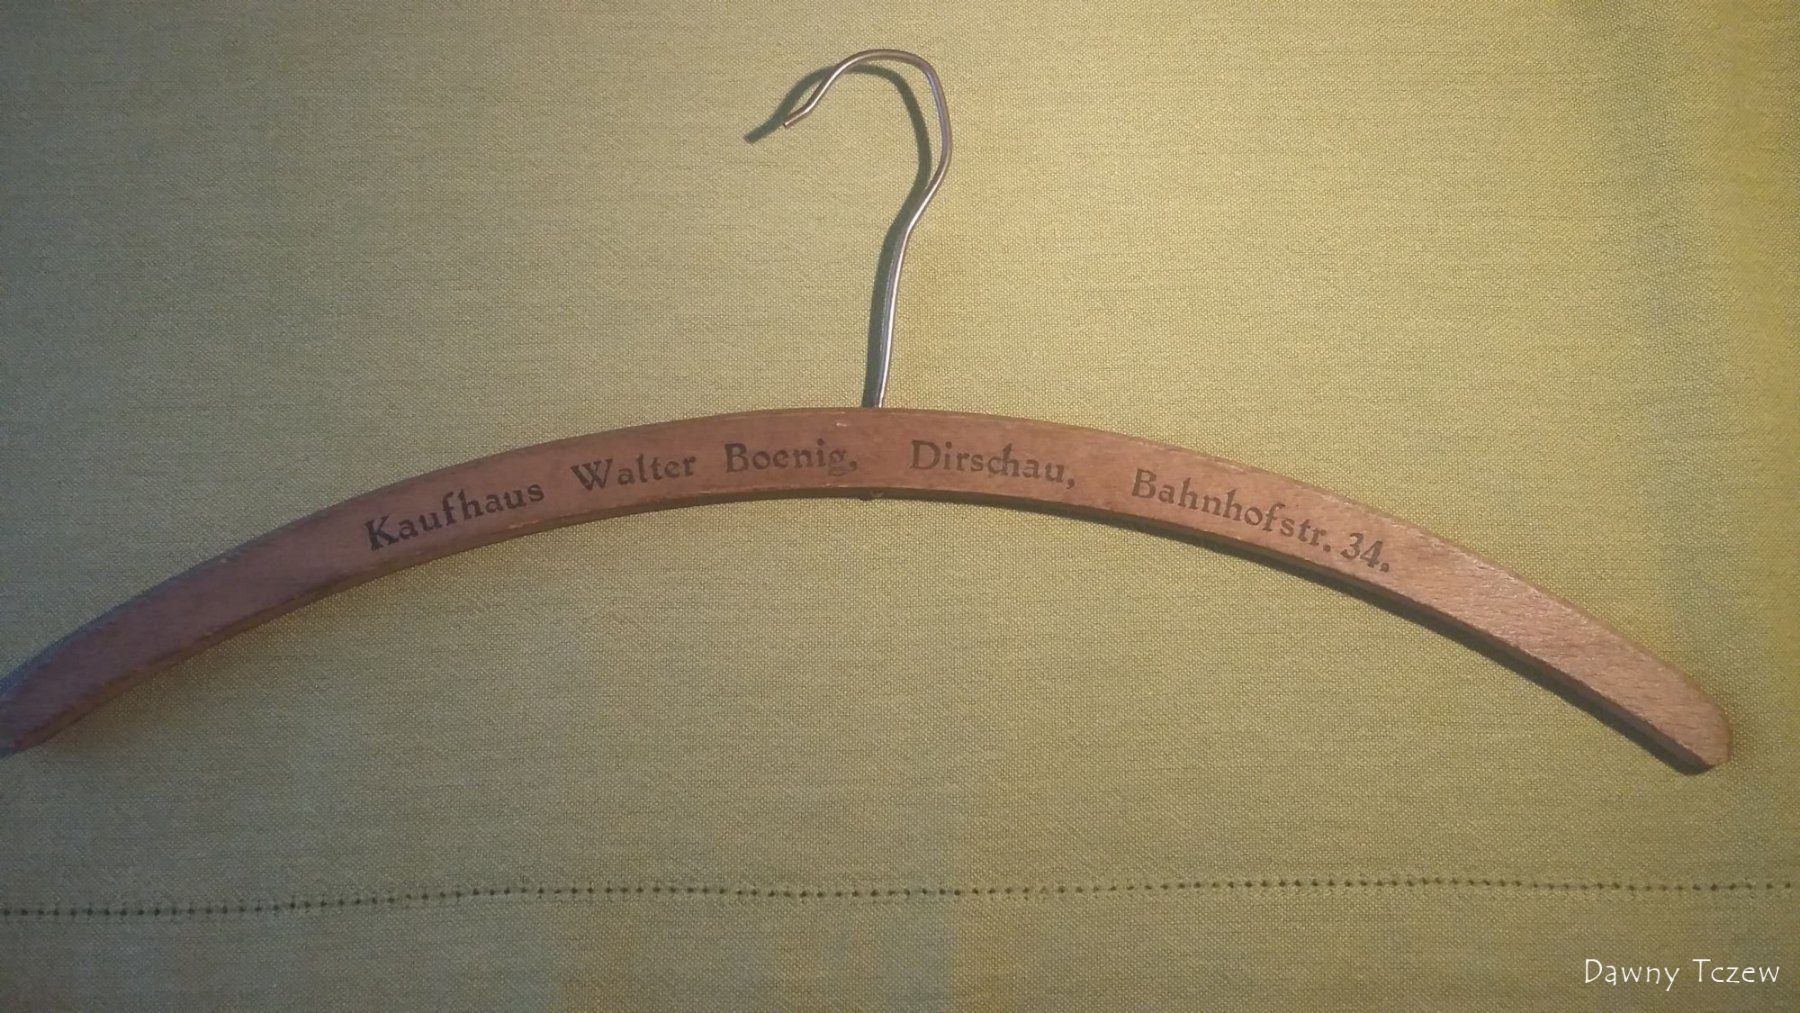 Kaufhaus Walter Boenig, Dirschau, Bahnhofstr. 34.
Dawny Tczew